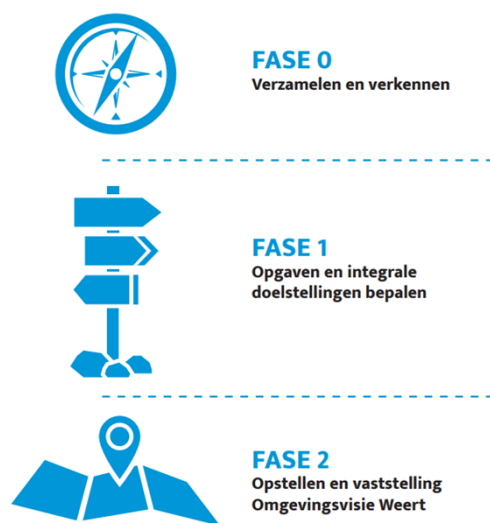 FASE 0
Verzamelen en verkennen
FASE 1
Opgaven en integrale
doelstellingen bepalen
FASE 2
Opstellen en vaststelling
Omgevingsvisie Weert